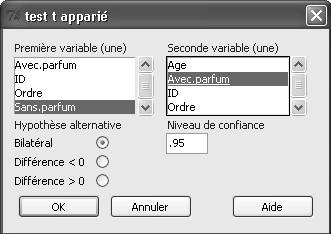 test t apparié
Première variable (une)
Avec.parfum
ID
Ordre
Sans.parfum
Seconde variable (une)
Age
Avec.parfum
ID
Ordre
Hypothèse alternative
Bilatéral
Différence < 0
Différence > 0
Niveau de confiance
.95
OK
Annuler
Aide